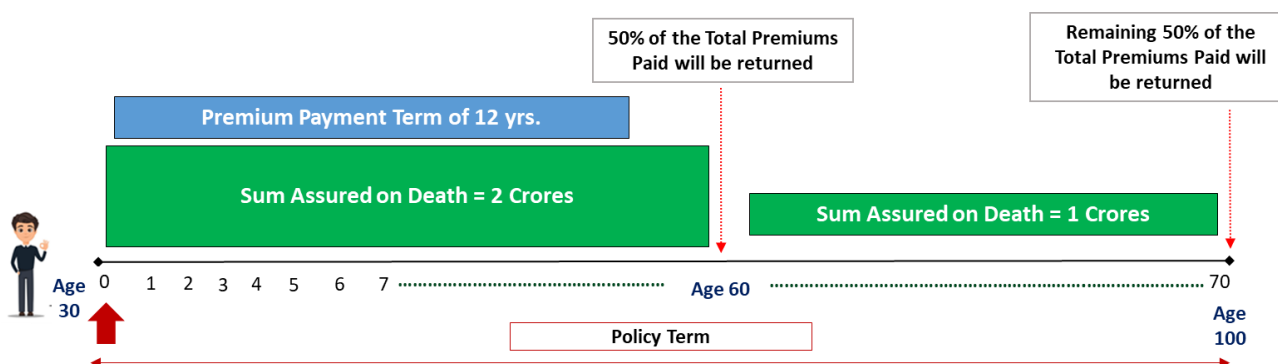 50% of the Total Premiums
Paid will be returned
Remaining 50% of the
Total Premiums Paid will
be returned
Premium Payment Term of 12 yrs.
Sum Assured on Death = 2 Crores
Sum Assured on Death = 1 Crores
Age
30
0 1 2 3 4 5 6 7
Age 60
70
Age
100
Policy Term